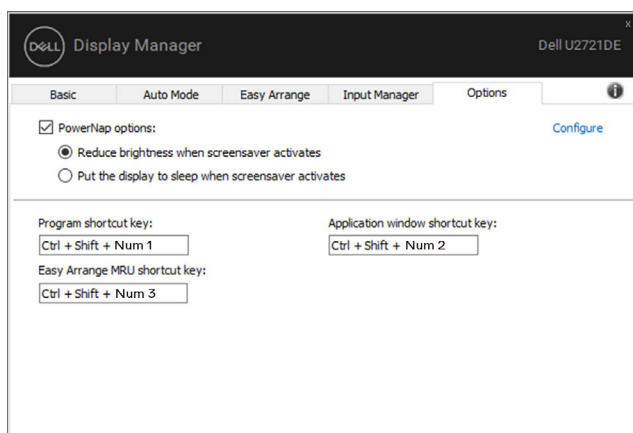 x
DELL Display Manager Dell U2721DE
Basic Auto Mode Easy Arrange Input Manager Options i
PowerNap options: Configure
Reduce brightness when screensaver activates
Put the display to sleep when screensaver activates
Program shortcut key: Application window shortcut key:
Ctrl + Shift + Num 1 Ctrl + Shift + Num 2
Easy Arrange MRU shortcut key:
Ctrl + Shift + Num 3